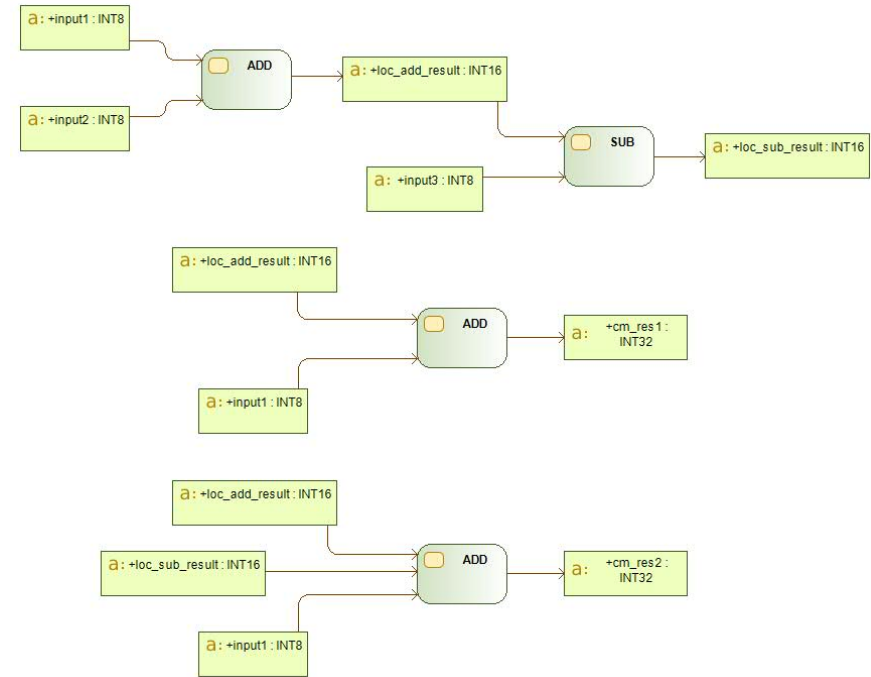 a: +input1 : INT8
ADD
a: +loc_add_result : INT16
a: +input2 : INT8
SUB
a: +loc_sub_result : INT16
a: +input3 : INT8
a: +loc_add_result : INT16
ADD
a: +cm_res1 :
INT32
a: +input1 : INT8
a: +loc_add_result : INT16
a: +loc_sub_result : INT16
ADD
a: +cm_res2 :
INT32
a: +input1 : INT8